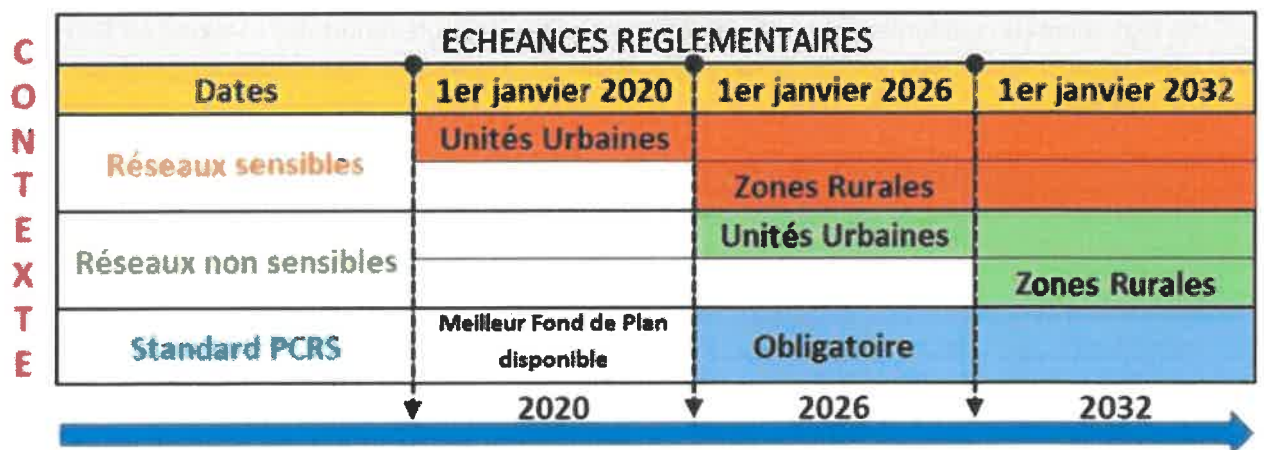 CONTEXTE
ECHEANCES REGLEMENTAIRES
Dates 1er janvier 2020 1er janvier 2026 1er janvier 2032
Réseaux sensibles
Unités Urbaines
Zones Rurales
Réseaux non sensibles
Unités Urbaines
Zones Rurales
Standard PCRS
Meilleur Fond de Plan
disponible
Obligatoire
2020 2026 2032